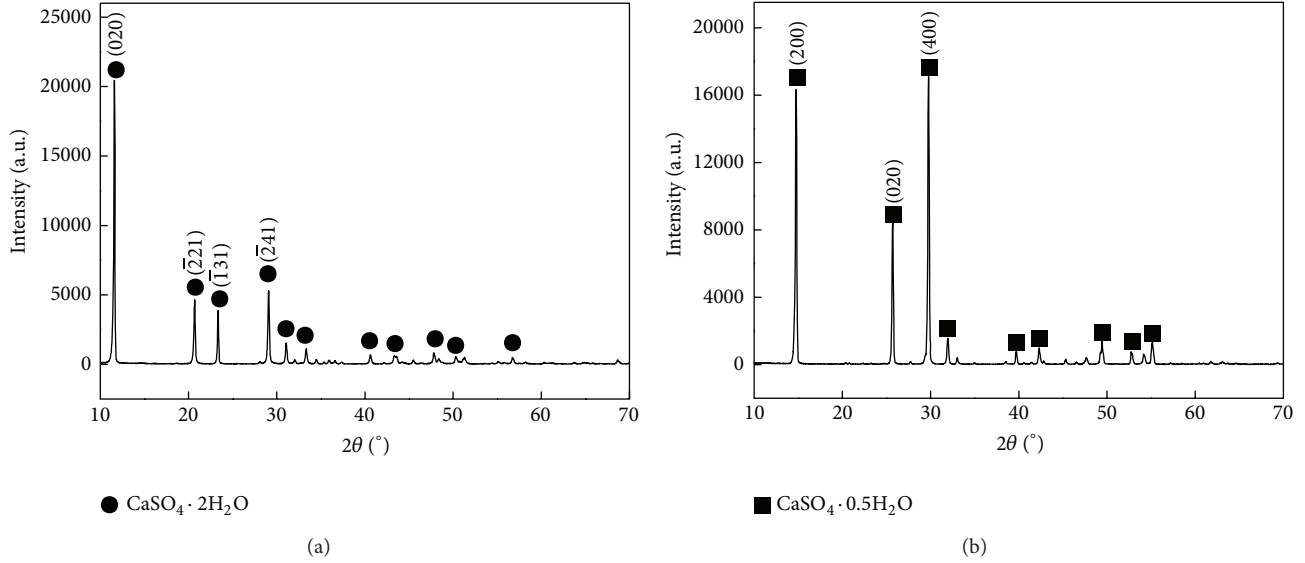 25000
20000
15000
10000
5000
0
Intensity (a.u.)
(020)
(2̅21)
(1̅31)
(2̅41)
10 20 30 40 50 60 70
2θ (°)
CaSO₄ · 2H₂O
(a)
20000
16000
12000
8000
4000
0
Intensity (a.u.)
(200)
(020)
(400)
10 20 30 40 50 60 70
2θ (°)
CaSO₄ · 0.5H₂O
(b)